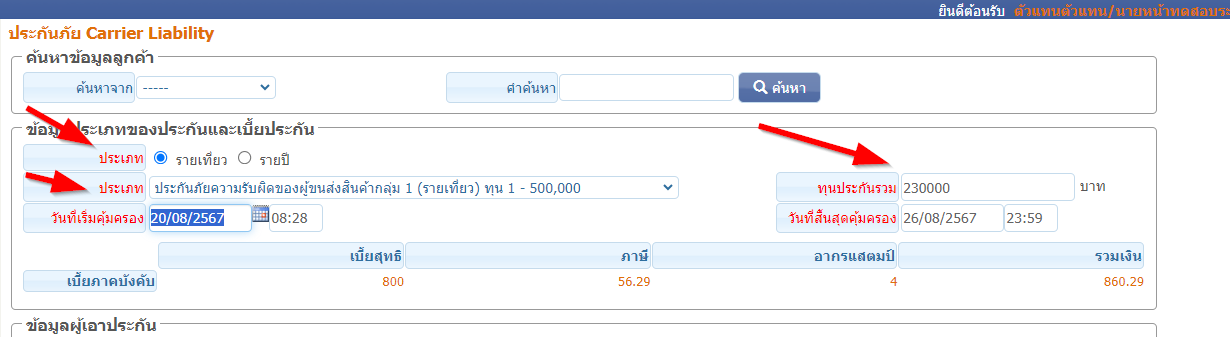 ยินดีต้อนรับ ตัวแทนตัวแทน/นายหน้าทดสอบระ
ประกันภัย Carrier Liability
ค้นหาข้อมูลลูกค้า
ค้นหาจาก ----- คำค้นหา ค้นหา
ข้อมูลประเภทของประกันและเบี้ยประกัน
ประเภท รายเที่ยว รายปี
ประเภท ประกันภัยความรับผิดของผู้ขนส่งสินค้ากลุ่ม 1 (รายเที่ยว) ทุน 1 - 500,000 ทุนประกันรวม 230000 บาท
วันที่เริ่มคุ้มครอง 20/08/2567 08:28 วันที่สิ้นสุดคุ้มครอง 26/08/2567 23:59
เบี้ยสุทธิ ภาษี อากรแสตมป์ รวมเงิน
เบี้ยภาคบังคับ 800 56.29 4 860.29
ข้อมูลผู้เอาประกัน